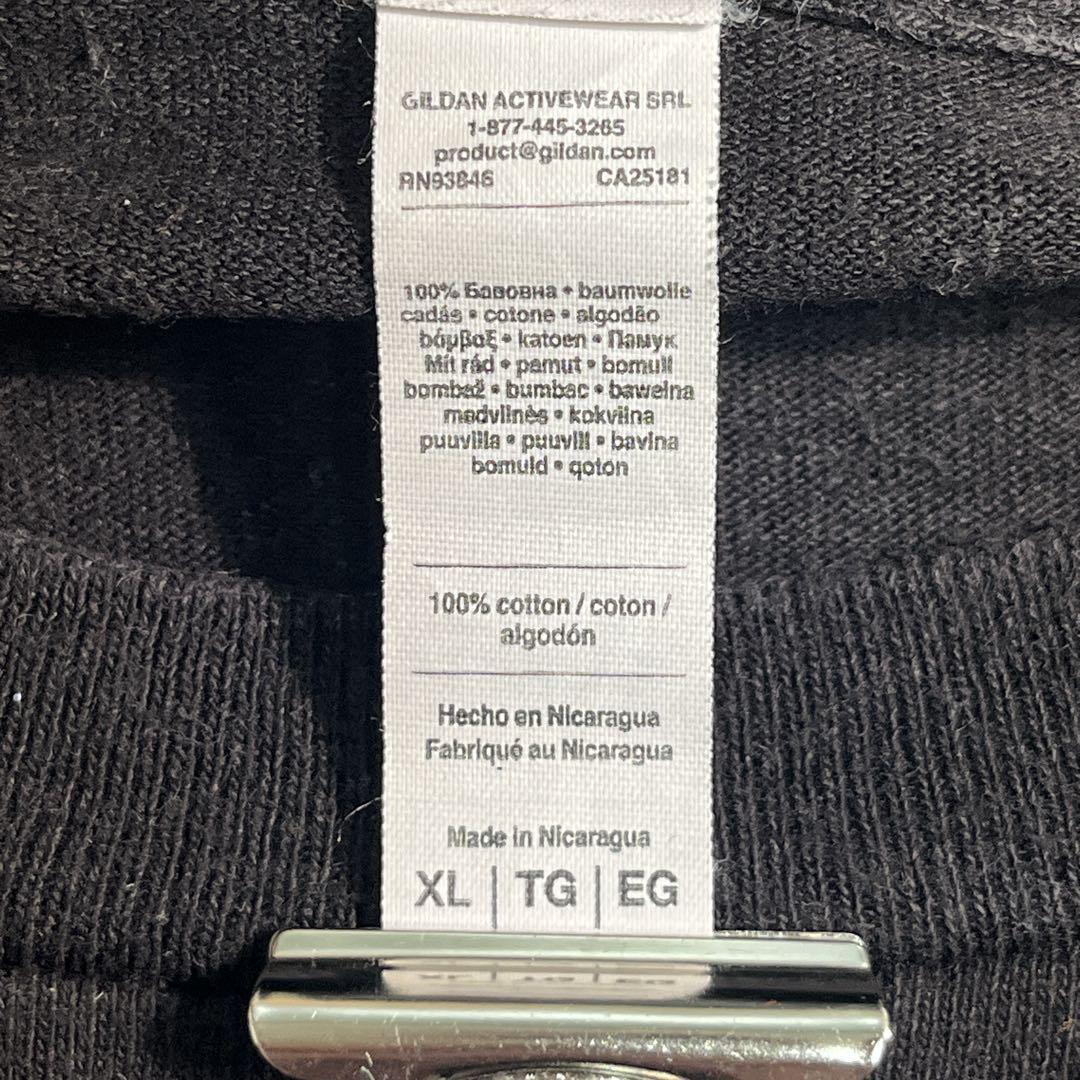 GILDAN ACTIVEWEAR SRL
1-877-445-3265
product@gildan.com
RN93846 CA25181
100% Бавовна • baumwolle
cadás • cotone • algodão
bάμβαξ • katoen • Памук
Mít rád • pamut • bomull
bombaž • bumbac • bawełna
medvilnės • kokvilna
puuvilla • puuvill • bavlna
bomuld • qoton
100% cotton / coton /
algodón
Hecho en Nicaragua
Fabriqué au Nicaragua
Made in Nicaragua
XL | TG | EG